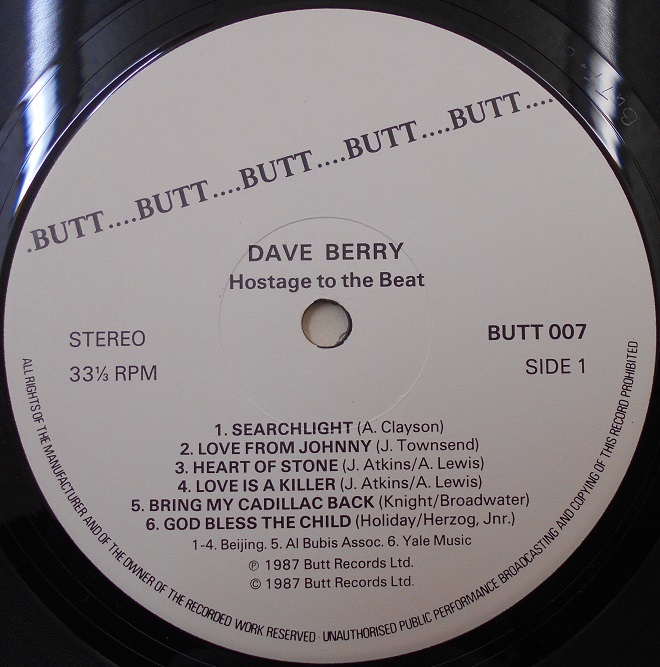 .BUTT....BUTT....BUTT....BUTT....BUTT....
DAVE BERRY
Hostage to the Beat
STEREO
33⅓ RPM
BUTT 007
SIDE 1
1. SEARCHLIGHT (A. Clayson)
2. LOVE FROM JOHNNY (J. Townsend)
3. HEART OF STONE (J. Atkins/A. Lewis)
4. LOVE IS A KILLER (J. Atkins/A. Lewis)
5. BRING MY CADILLAC BACK (Knight/Broadwater)
6. GOD BLESS THE CHILD (Holiday/Herzog, Jnr.)
1-4. Beijing. 5. Al Bubis Assoc. 6. Yale Music
℗ 1987 Butt Records Ltd.
© 1987 Butt Records Ltd.
ALL RIGHTS OF THE MANUFACTURER AND OF THE OWNER OF THE RECORDED WORK RESERVED · UNAUTHORISED PUBLIC PERFORMANCE BROADCASTING AND COPYING OF THIS RECORD PROHIBITED